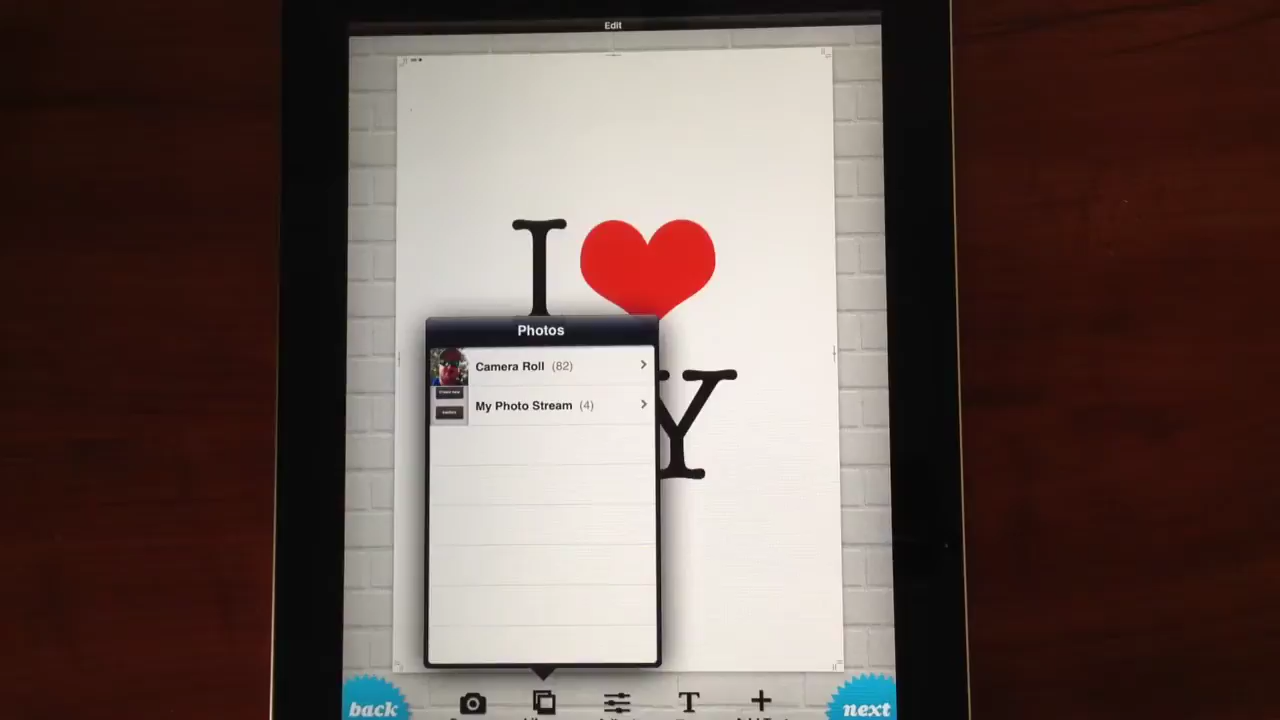 Edit
I
Photos
Camera Roll (82)
Y
My Photo Stream (4)
back
T
next